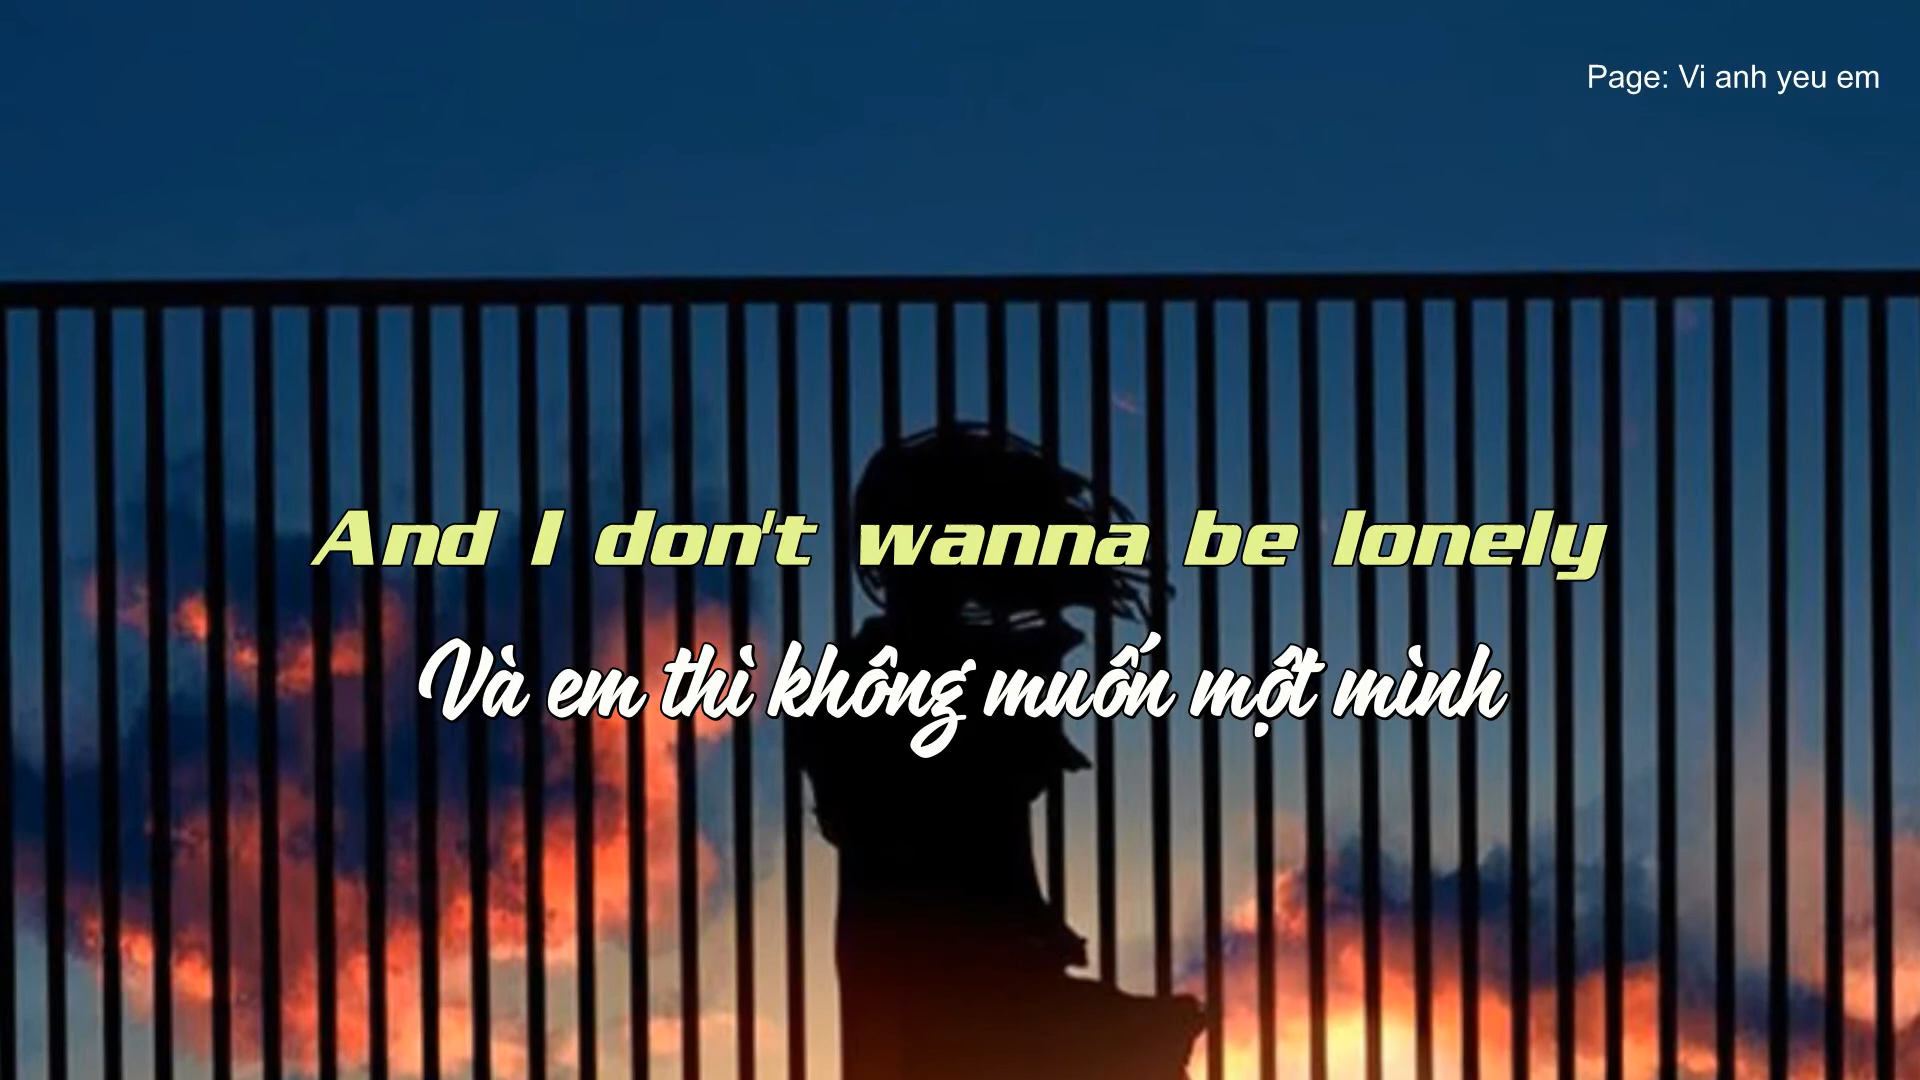 Page: Vi anh yeu em
And I don't wanna be lonely
Và em thì không muốn một mình